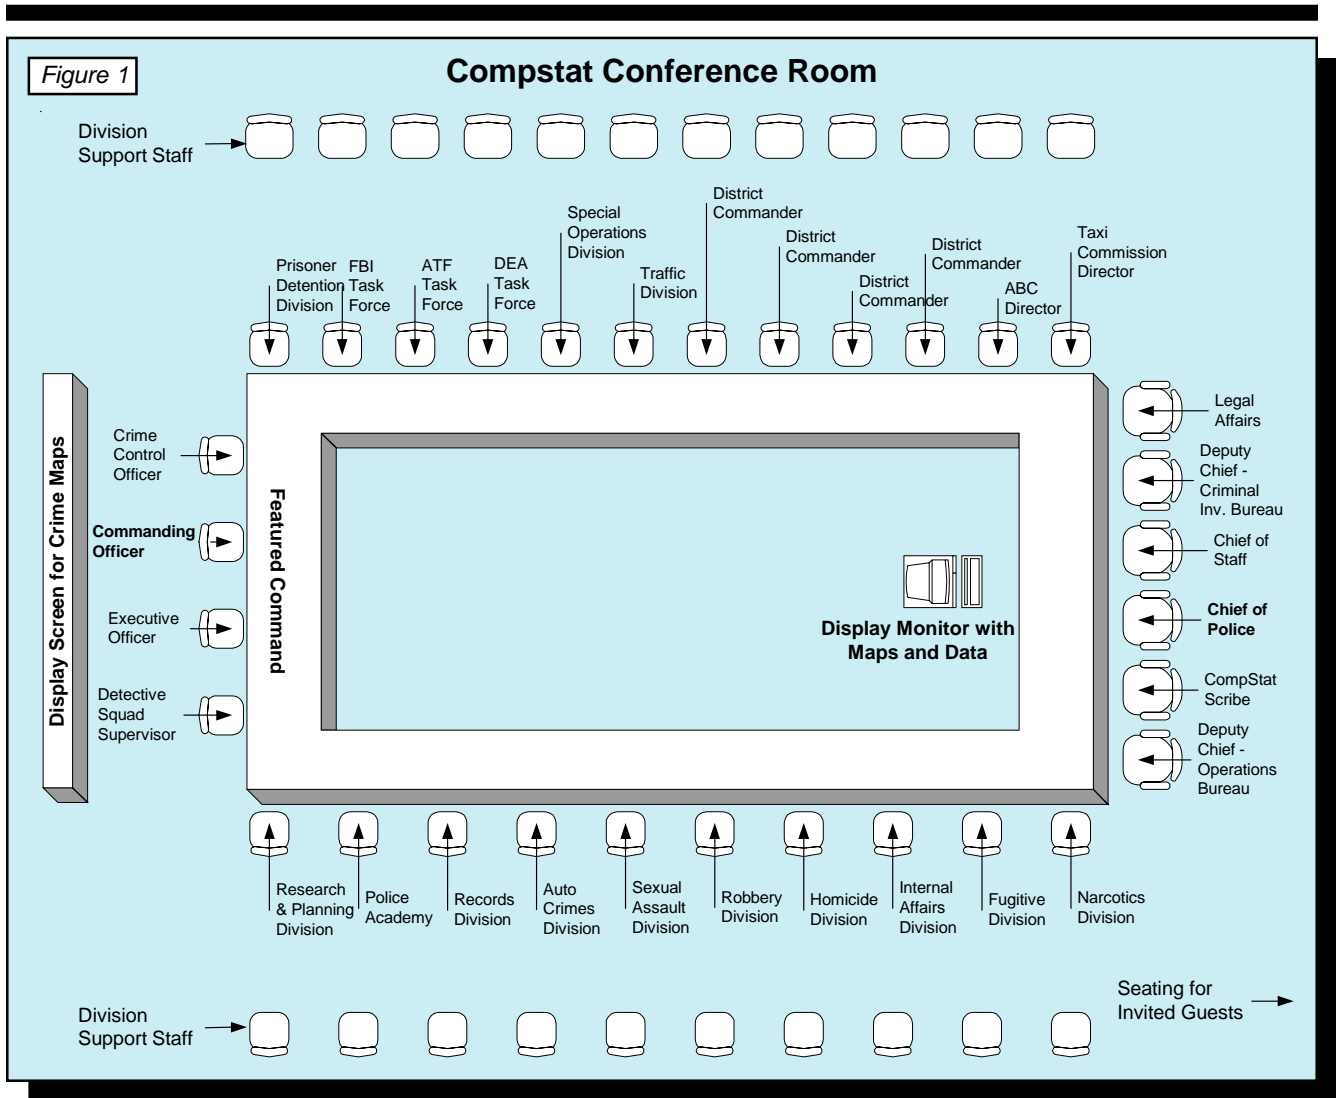 Figure 1
Compstat Conference Room
Division
Support Staff
Prisoner
Detention
Division
FBI
Task
Force
ATF
Task
Force
DEA
Task
Force
Special
Operations
Division
Traffic
Division
District
Commander
District
Commander
District
Commander
District
Commander
ABC
Director
Taxi
Commission
Director
Display Screen for Crime Maps
Crime
Control
Officer
Commanding
Officer
Executive
Officer
Detective
Squad
Supervisor
Featured Command
Display Monitor with
Maps and Data
Legal
Affairs
Deputy
Chief -
Criminal
Inv. Bureau
Chief of
Staff
Chief of
Police
CompStat
Scribe
Deputy
Chief -
Operations
Bureau
Research
& Planning
Division
Police
Academy
Records
Division
Auto
Crimes
Division
Sexual
Assault
Division
Robbery
Division
Homicide
Division
Internal
Affairs
Division
Fugitive
Division
Narcotics
Division
Division
Support Staff
Seating for
Invited Guests